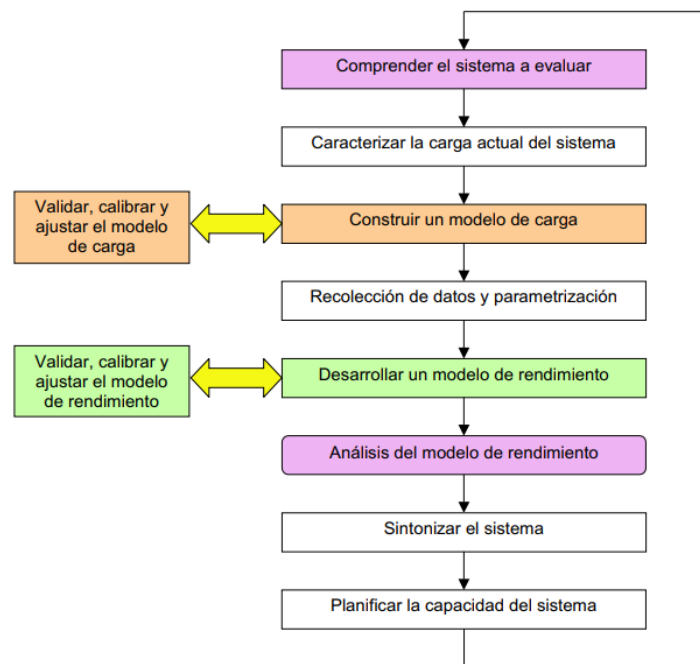 Comprender el sistema a evaluar
Caracterizar la carga actual del sistema
Validar, calibrar y
ajustar el modelo
de carga
Construir un modelo de carga
Recolección de datos y parametrización
Validar, calibrar y
ajustar el modelo
de rendimiento
Desarrollar un modelo de rendimiento
Análisis del modelo de rendimiento
Sintonizar el sistema
Planificar la capacidad del sistema